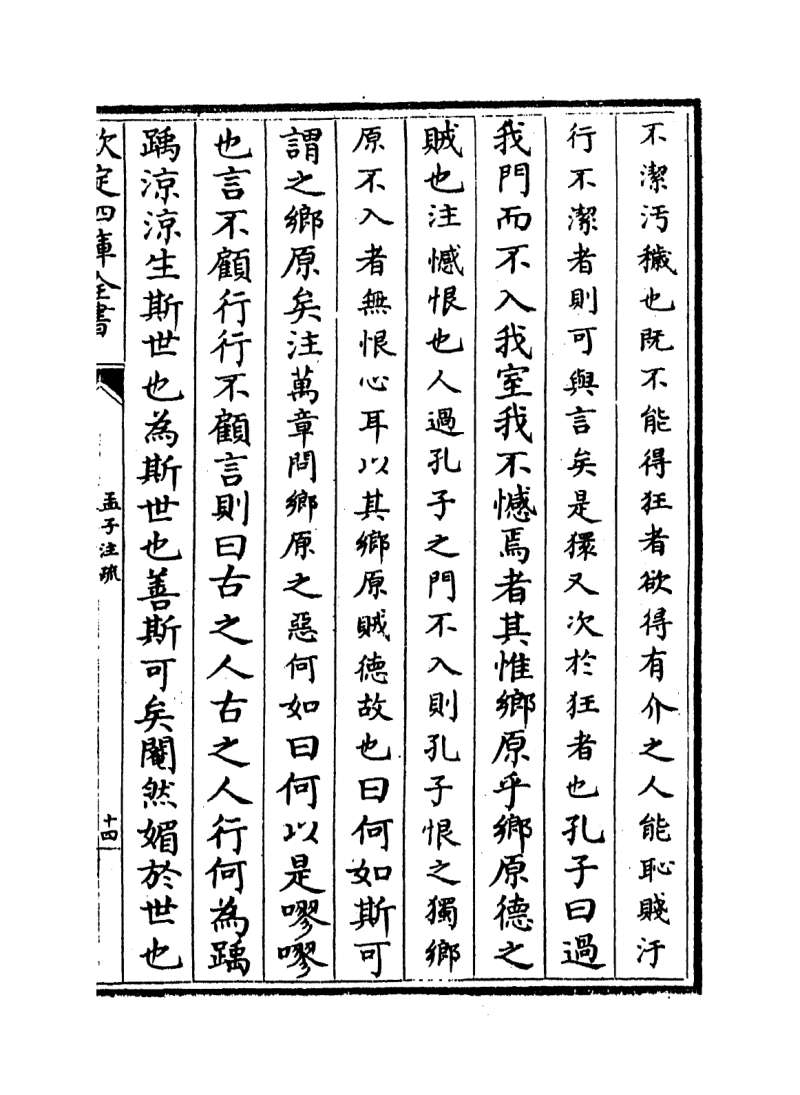 不潔汚穢也既不能得狂者欲得有介之人能恥賤汙
行不潔者則可與言矣是獧又次於狂者也孔子曰過
我門而不入我室我不憾焉者其惟鄉原乎鄉原德之
賊也注憾恨也人過孔子之門不入則孔子恨之獨鄉
原不入者無恨心耳以其鄉原賊德故也曰何如斯可
謂之鄉原矣注萬章問鄉原之惡何如曰何以是嘐嘐
也言不顧行行不顧言則曰古之人古之人行何為踽
踽涼涼生斯世也為斯世也善斯可矣閹然媚於世也
欽定四庫全書
孟子注疏
十四